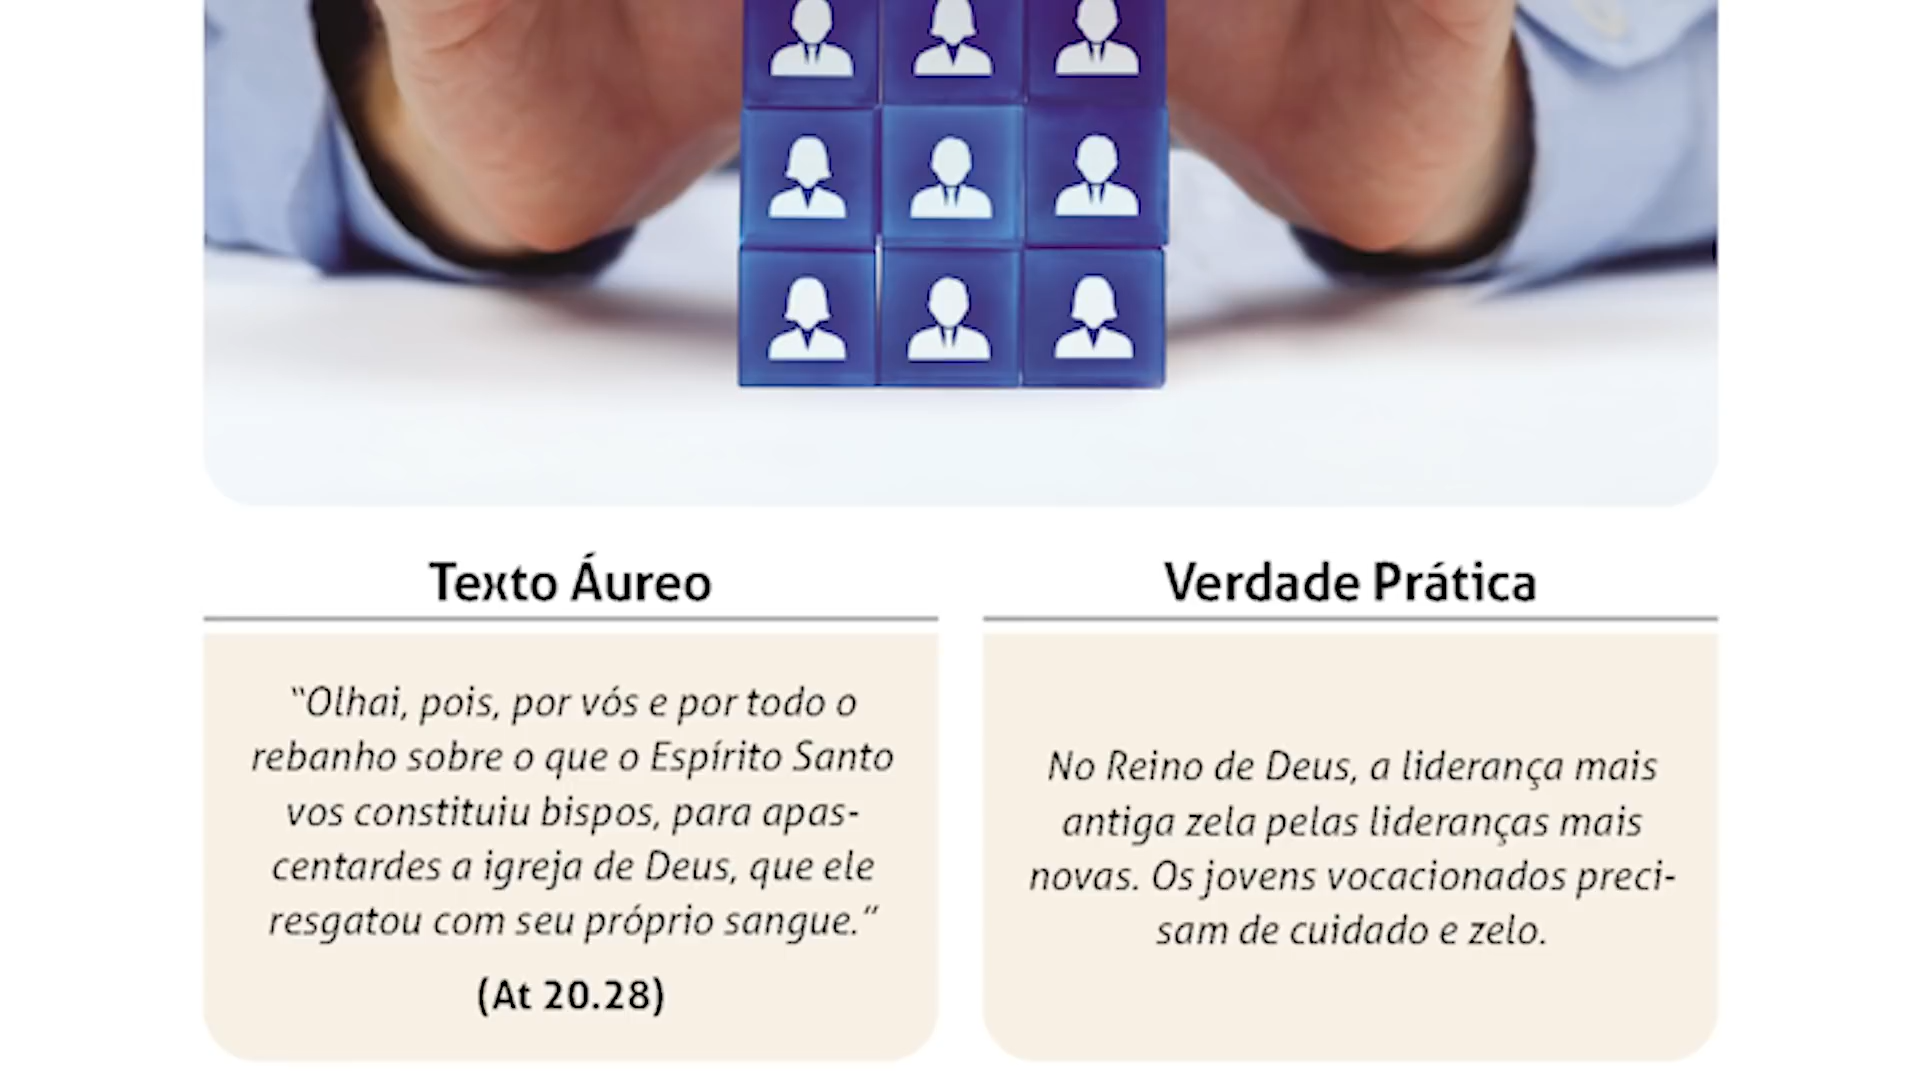 Texto Áureo
“Olhai, pois, por vós e por todo o
rebanho sobre o que o Espírito Santo
vos constituiu bispos, para apas-
centardes a igreja de Deus, que ele
resgatou com seu próprio sangue.”
(At 20.28)
Verdade Prática
No Reino de Deus, a liderança mais
antiga zela pelas lideranças mais
novas. Os jovens vocacionados preci-
sam de cuidado e zelo.